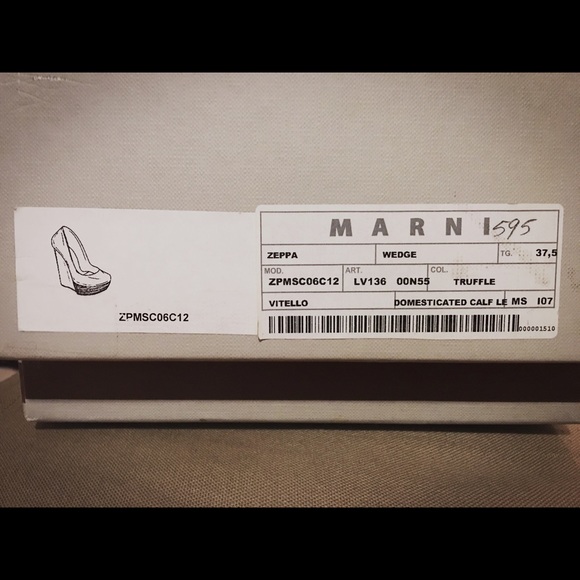 ZPMSC06C12
MARNI 595
ZEPPA WEDGE TG. 37,5
MOD. ART. COL.
ZPMSC06C12 LV136 00N55 TRUFFLE
VITELLO DOMESTICATED CALF LE MS I07
000001510